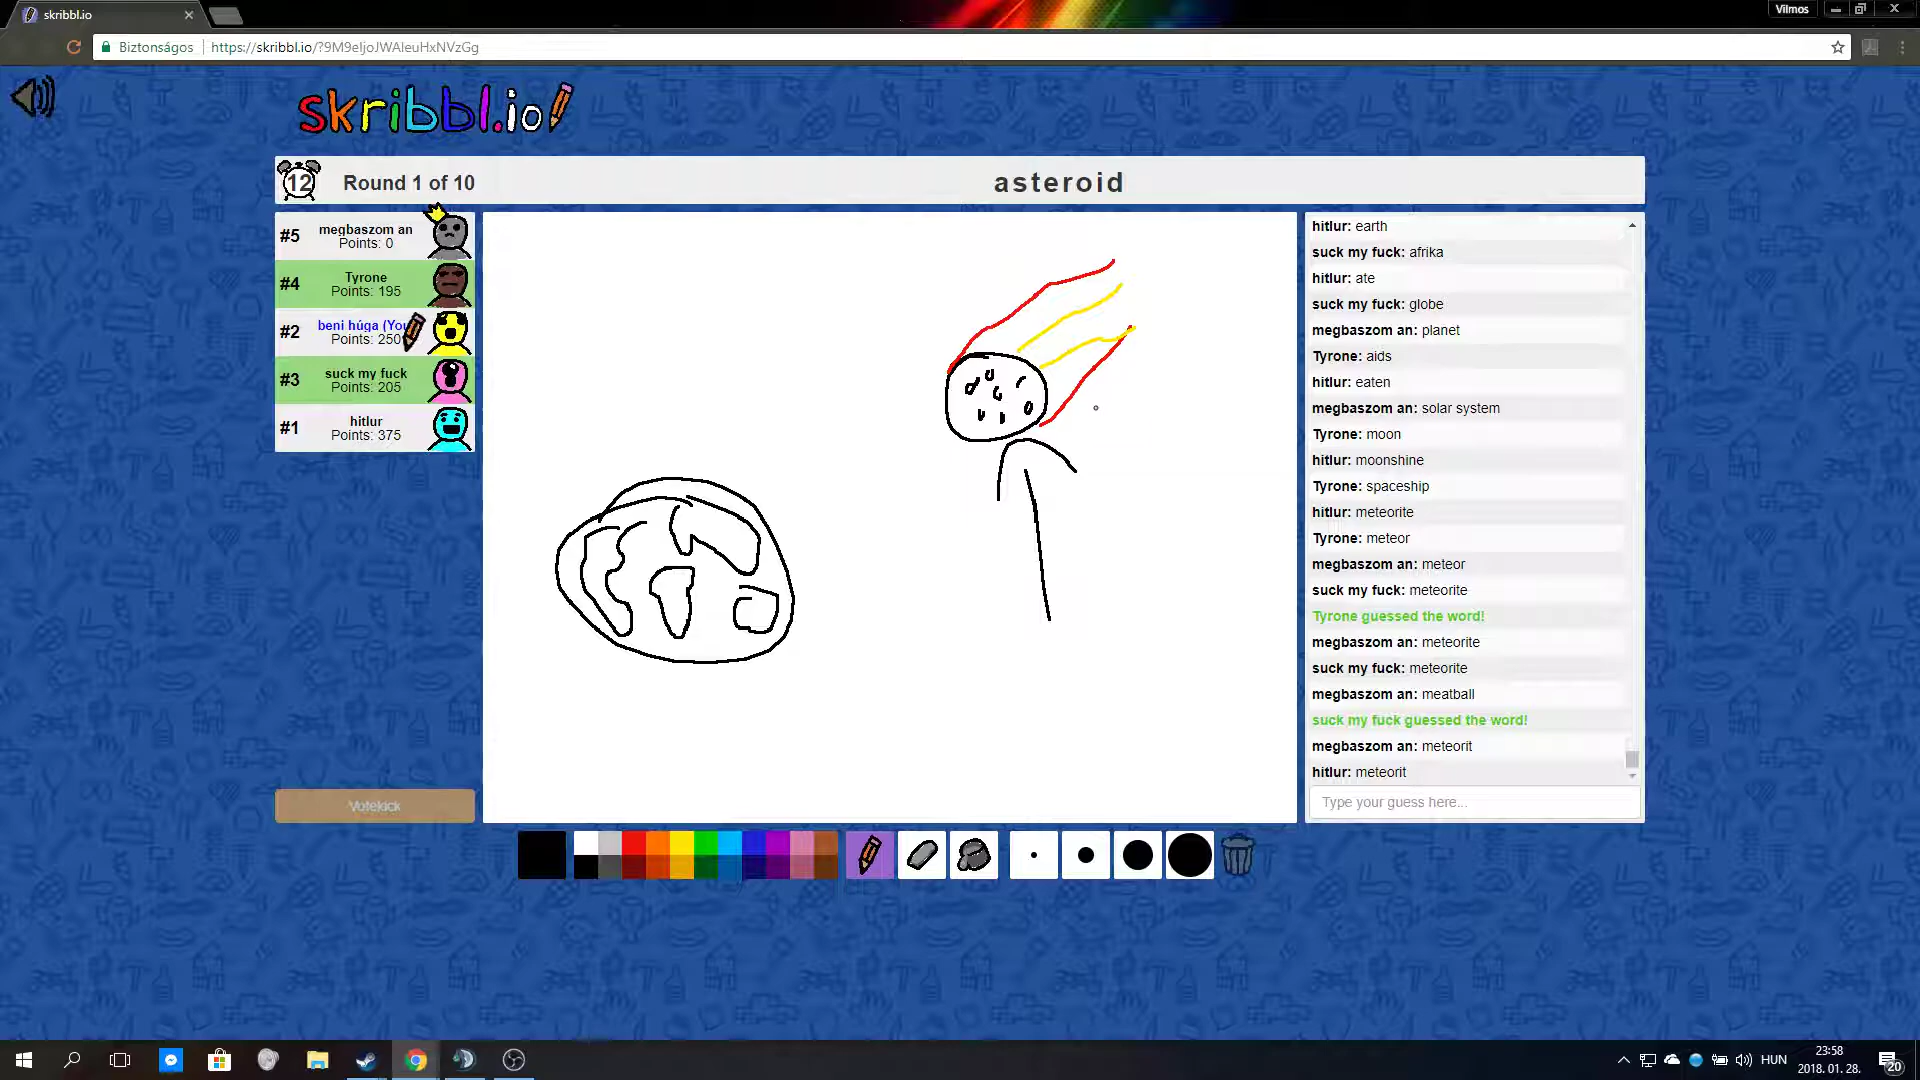 skribbl.io
Vilmos
Biztonságos
https://skribbl.io/?9M9eIjoJWAleuHxNVzGg
skribbl.io
12
Round 1 of 10
asteroid
#5
megbaszom an
Points: 0
#4
Tyrone
Points: 195
#2
beni húga (You
Points: 250
#3
suck my fuck
Points: 205
#1
hitlur
Points: 375
Votekick
hitlur: earth
suck my fuck: afrika
hitlur: ate
suck my fuck: globe
megbaszom an: planet
Tyrone: aids
hitlur: eaten
megbaszom an: solar system
Tyrone: moon
hitlur: moonshine
Tyrone: spaceship
hitlur: meteorite
Tyrone: meteor
megbaszom an: meteor
suck my fuck: meteorite
Tyrone guessed the word!
megbaszom an: meteorite
suck my fuck: meteorite
megbaszom an: meatball
suck my fuck guessed the word!
megbaszom an: meteorit
hitlur: meteorit
Type your guess here...
HUN
23:58
2018. 01. 28.
20